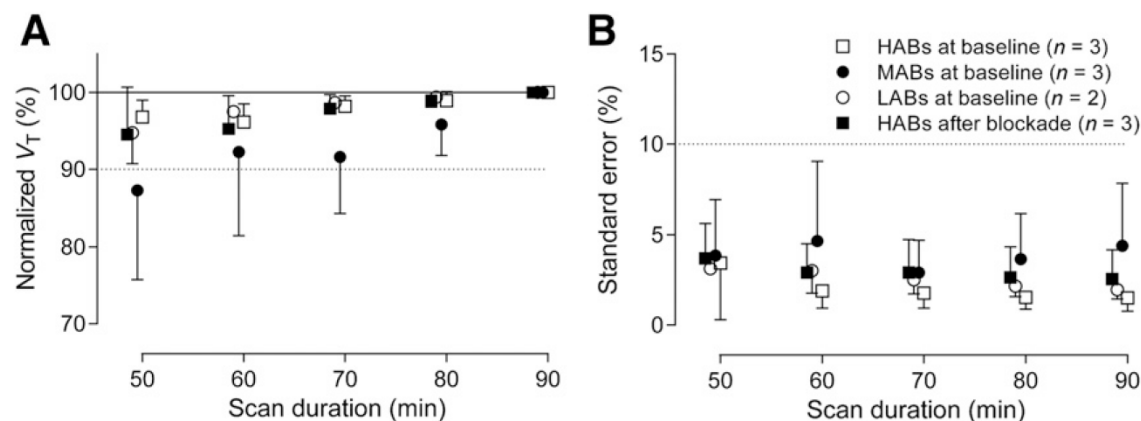 A
Normalized VT (%)
100
90
80
70
50 60 70 80 90
Scan duration (min)
B
Standard error (%)
15
10
5
0
HABs at baseline (n = 3)
MABs at baseline (n = 3)
LABs at baseline (n = 2)
HABs after blockade (n = 3)
50 60 70 80 90
Scan duration (min)